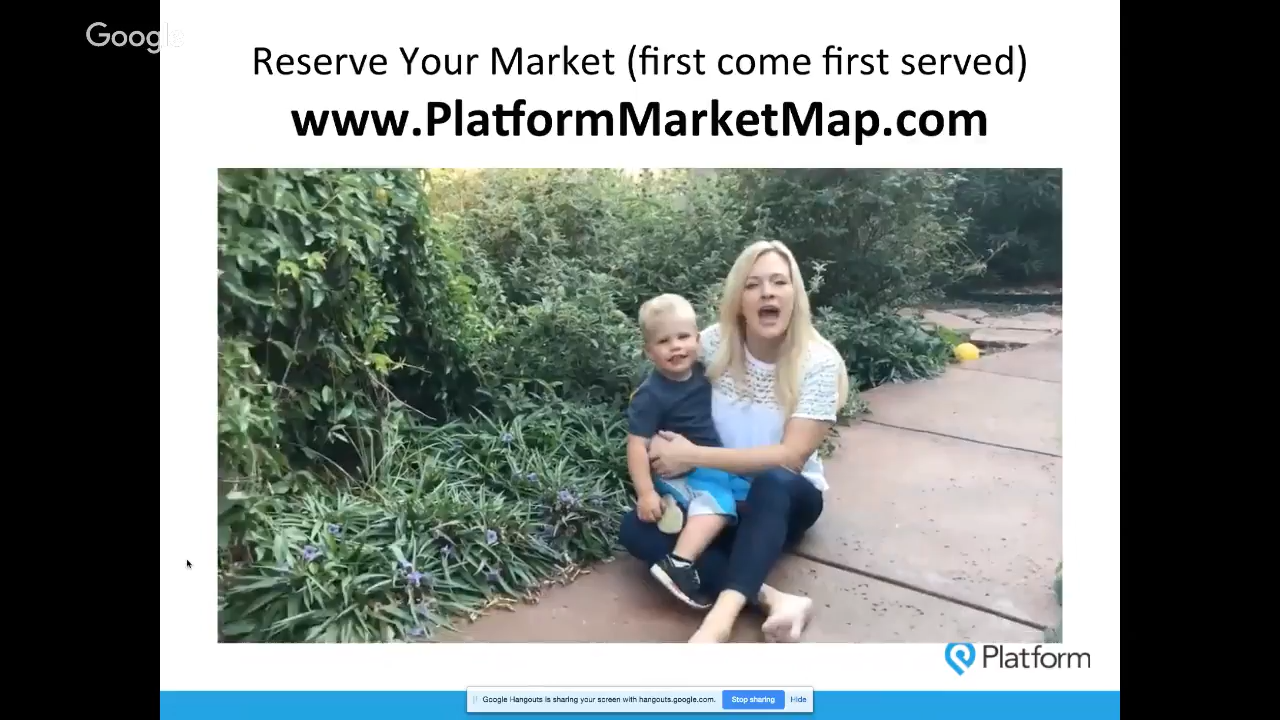 Google
Reserve Your Market (first come first served)
www.PlatformMarketMap.com
Platform
Google Hangouts is sharing your screen with hangouts.google.com. Stop sharing Hide